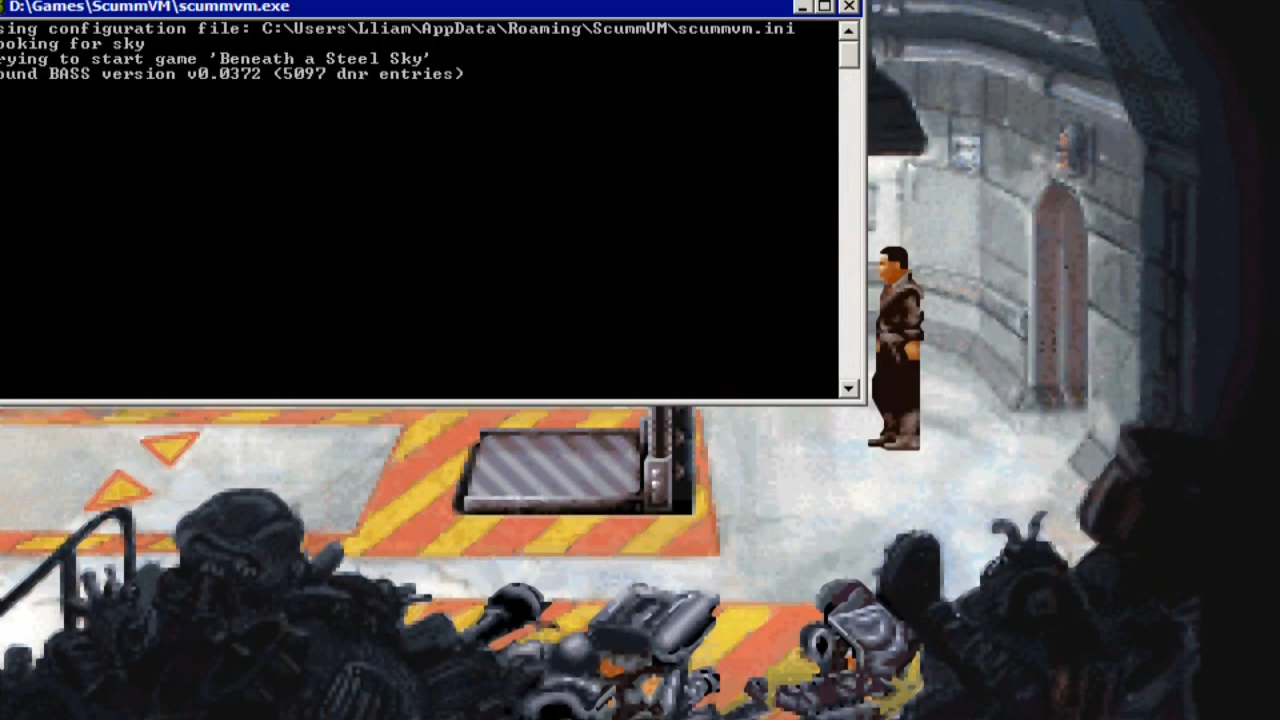 D:\Games\ScummVM\scummvm.exe
sing configuration file: C:\Users\Lliam\AppData\Roaming\ScummVM\scummvm.ini
ooking for sky
rying to start game 'Beneath a Steel Sky'
ound BASS version v0.0372 (5097 dnr entries)